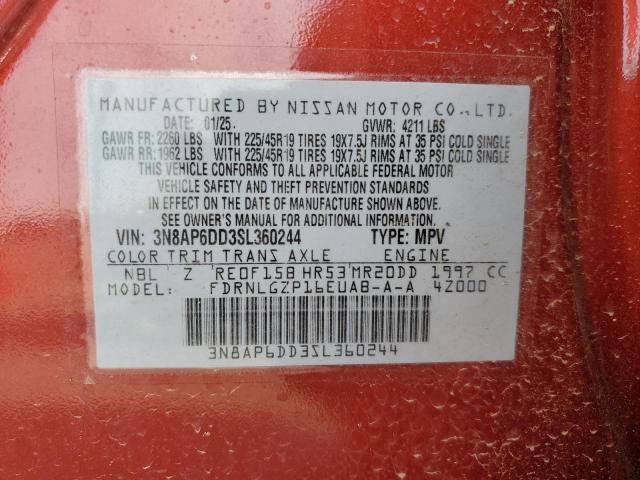 MANUFACTURED BY NISSAN MOTOR CO., LTD.
DATE: 01/25 GVWR: 4211 LBS
GAWR FR: 2260 LBS WITH 225/45R19 TIRES 19X7.5J RIMS AT 35 PSI COLD SINGLE
GAWR RR: 1962 LBS WITH 225/45R19 TIRES 19X7.5J RIMS AT 35 PSI COLD SINGLE
THIS VEHICLE CONFORMS TO ALL APPLICABLE FEDERAL MOTOR
VEHICLE SAFETY AND THEFT PREVENTION STANDARDS
IN EFFECT ON THE DATE OF MANUFACTURE SHOWN ABOVE.
SEE OWNER'S MANUAL FOR ADDITIONAL INFORMATION.
VIN: 3N8AP6DD3SL360244 TYPE: MPV
COLOR TRIM TRANS AXLE ENGINE
NBL Z RE0F15B HR53 MR20DD 1997 CC
FDRNLGZP16EUA8-A-A 4Z000
3N8AP6DD3SL360244